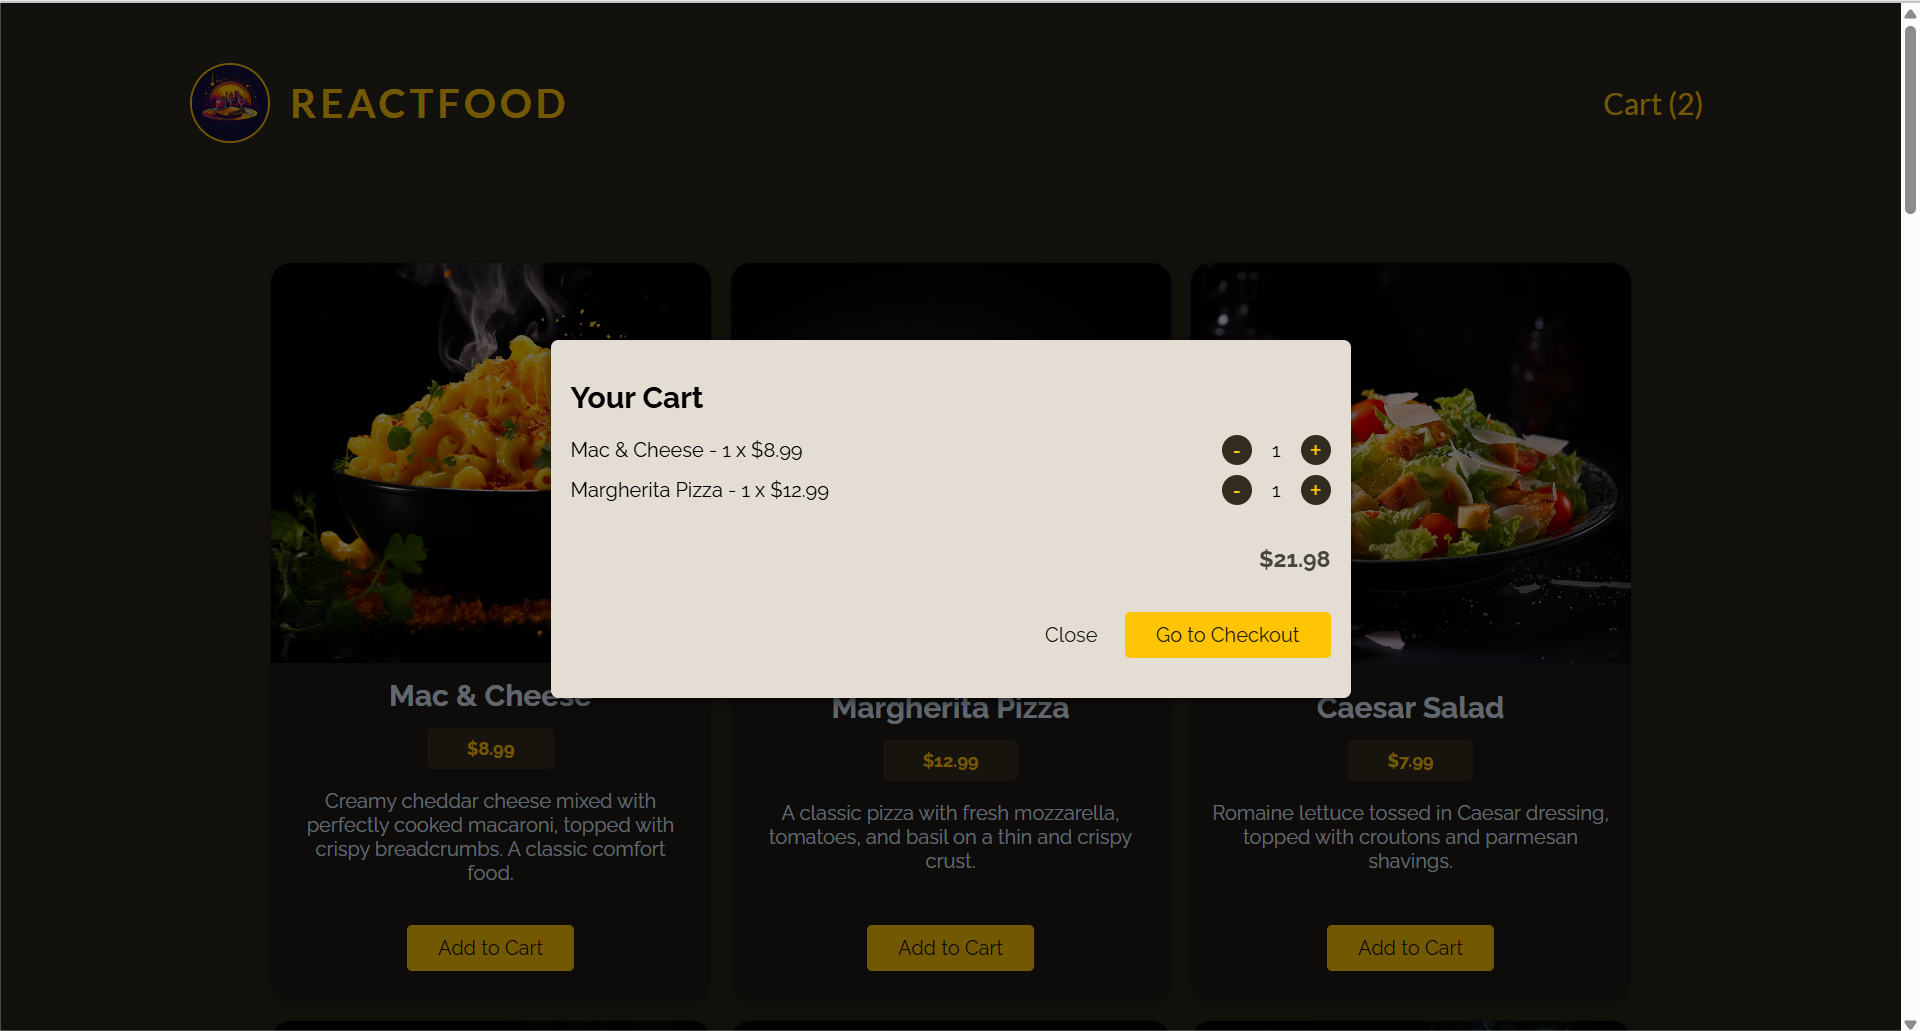 REACTFOOD
Cart (2)
Your Cart
Mac & Cheese - 1 x $8.99
- 1 +
Margherita Pizza - 1 x $12.99
- 1 +
$21.98
Close
Go to Checkout
Mac & Cheese
$8.99
Creamy cheddar cheese mixed with
perfectly cooked macaroni, topped with
crispy breadcrumbs. A classic comfort
food.
Add to Cart
Margherita Pizza
$12.99
A classic pizza with fresh mozzarella,
tomatoes, and basil on a thin and crispy
crust.
Add to Cart
Caesar Salad
$7.99
Romaine lettuce tossed in Caesar dressing,
topped with croutons and parmesan
shavings.
Add to Cart